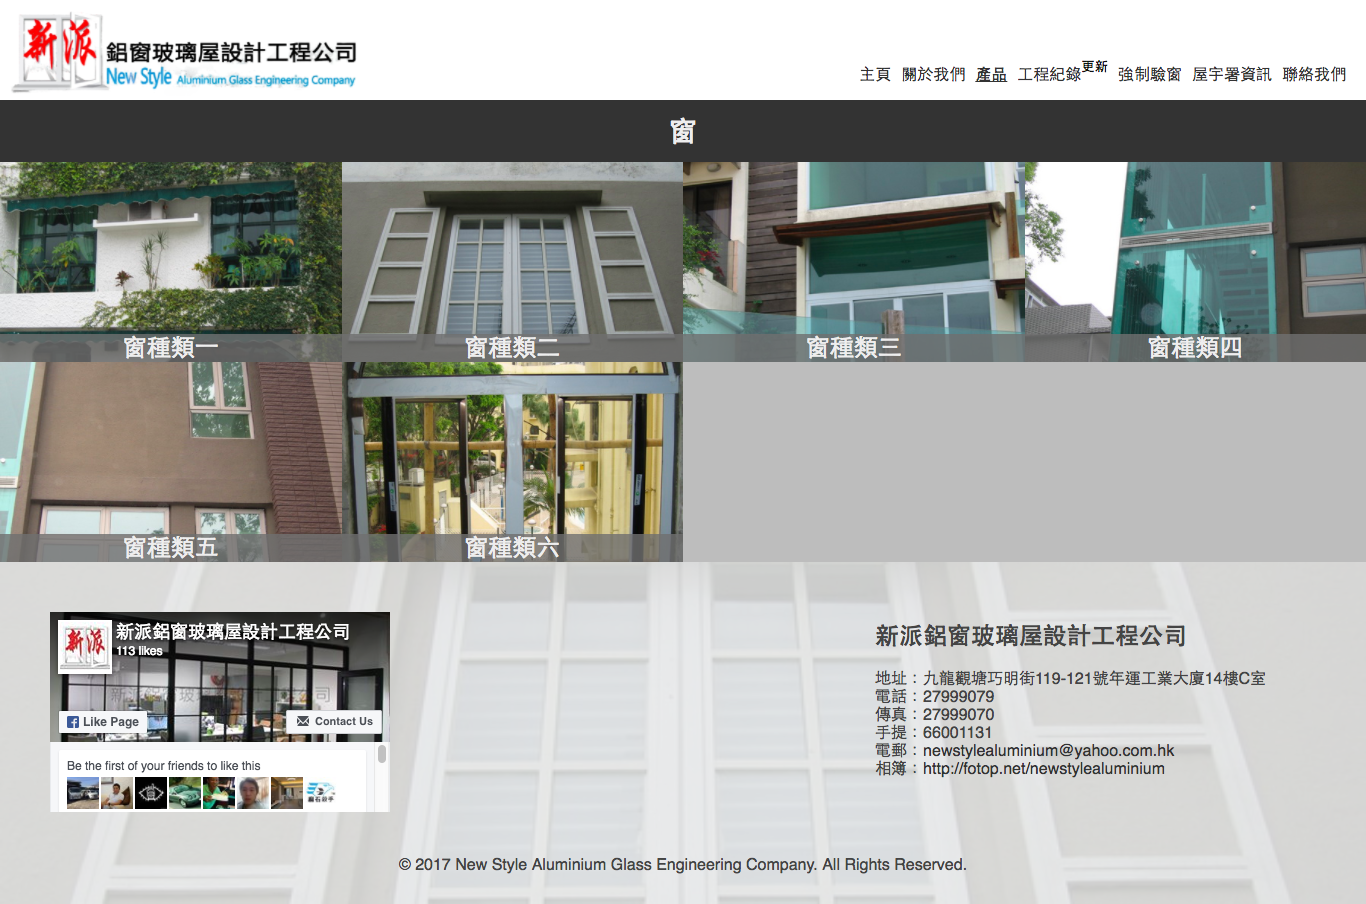 新派
鋁窗玻璃屋設計工程公司
New Style Aluminium Glass Engineering Company
主頁 關於我們 產品 工程紀錄更新 強制驗窗 屋宇署資訊 聯絡我們
窗
窗種類一 窗種類二 窗種類三 窗種類四
窗種類五 窗種類六
新派
新派鋁窗玻璃屋設計工程公司
113 likes
Like Page
Contact Us
Be the first of your friends to like this
新派鋁窗玻璃屋設計工程公司
地址：九龍觀塘巧明街119-121號年運工業大廈14樓C室
電話：27999079
傳真：27999070
手提：66001131
電郵：newstylealuminium@yahoo.com.hk
相簿：http://fotop.net/newstylealuminium
© 2017 New Style Aluminium Glass Engineering Company. All Rights Reserved.